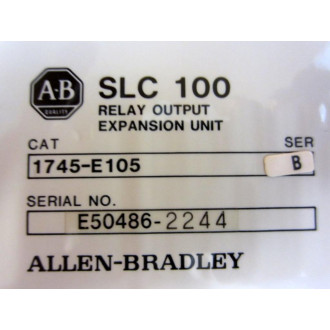 A-B
QUALITY
SLC 100
RELAY OUTPUT
EXPANSION UNIT
CAT SER
1745-E105 B
SERIAL NO.
E50486-2244
ALLEN-BRADLEY